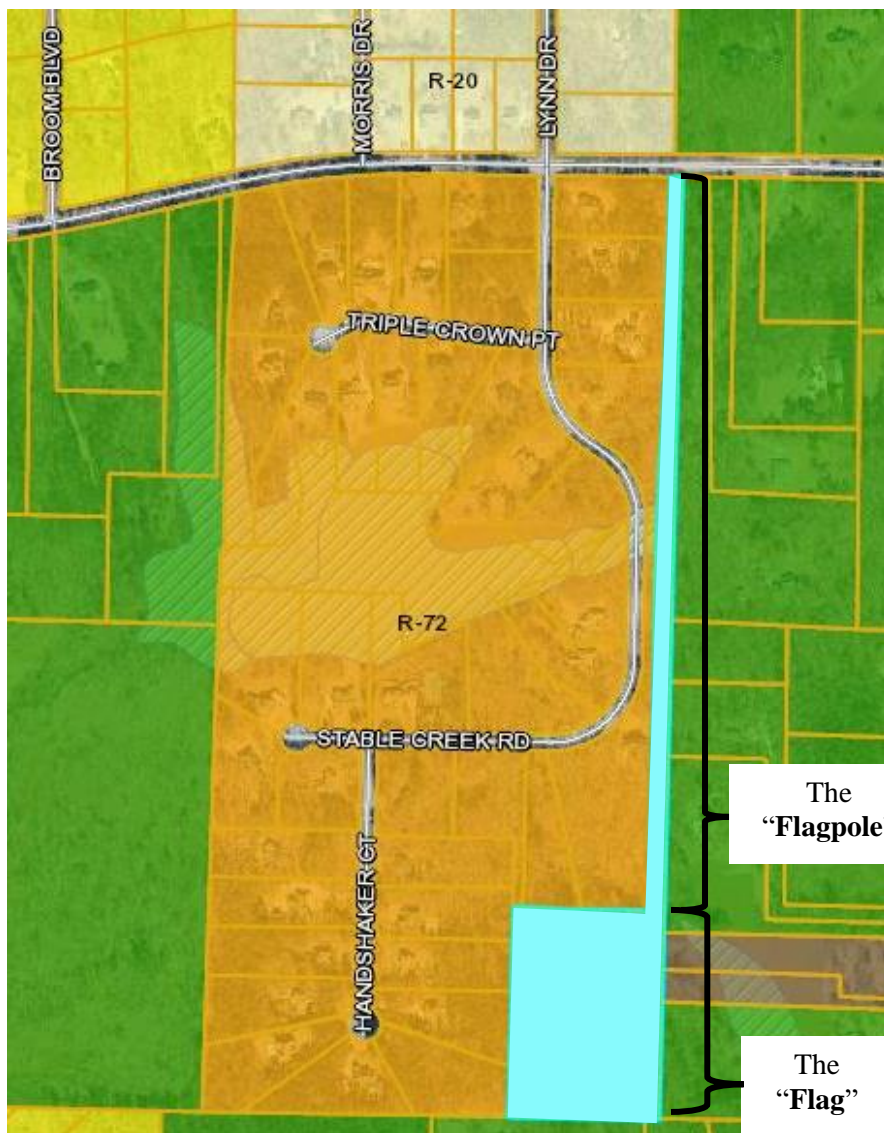 BROOM BLVD
MORRIS DR
LYNN DR
R-20
TRIPLE CROWN PT
R-72
STABLE CREEK RD
HANDSHAKER CT
The
“Flagpole
The
“Flag”